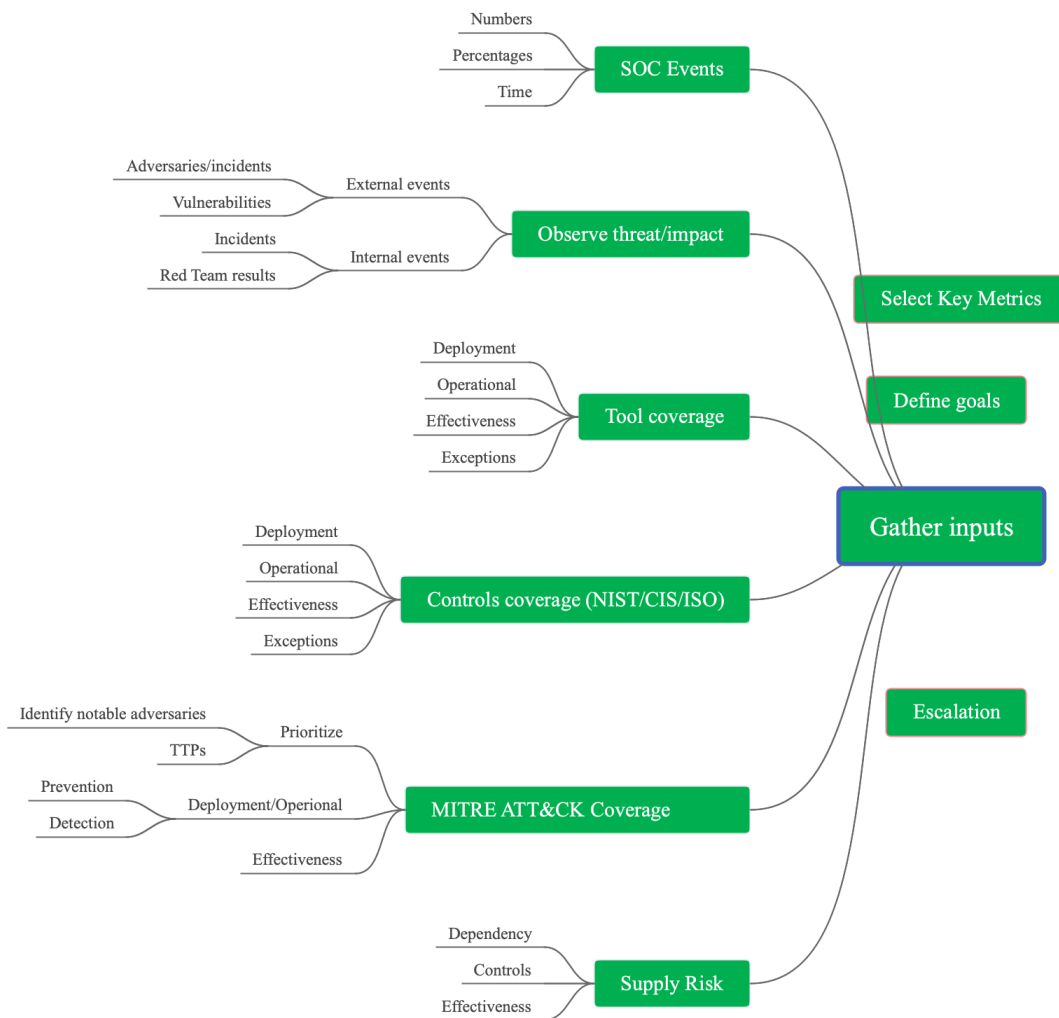 Numbers
Percentages
Time
SOC Events
Adversaries/incidents
Vulnerabilities
External events
Incidents
Red Team results
Internal events
Observe threat/impact
Select Key Metrics
Deployment
Operational
Effectiveness
Exceptions
Tool coverage
Define goals
Gather inputs
Deployment
Operational
Effectiveness
Exceptions
Controls coverage (NIST/CIS/ISO)
Escalation
Identify notable adversaries
TTPs
Prioritize
Prevention
Detection
Deployment/Operional
Effectiveness
MITRE ATT&CK Coverage
Dependency
Controls
Effectiveness
Supply Risk